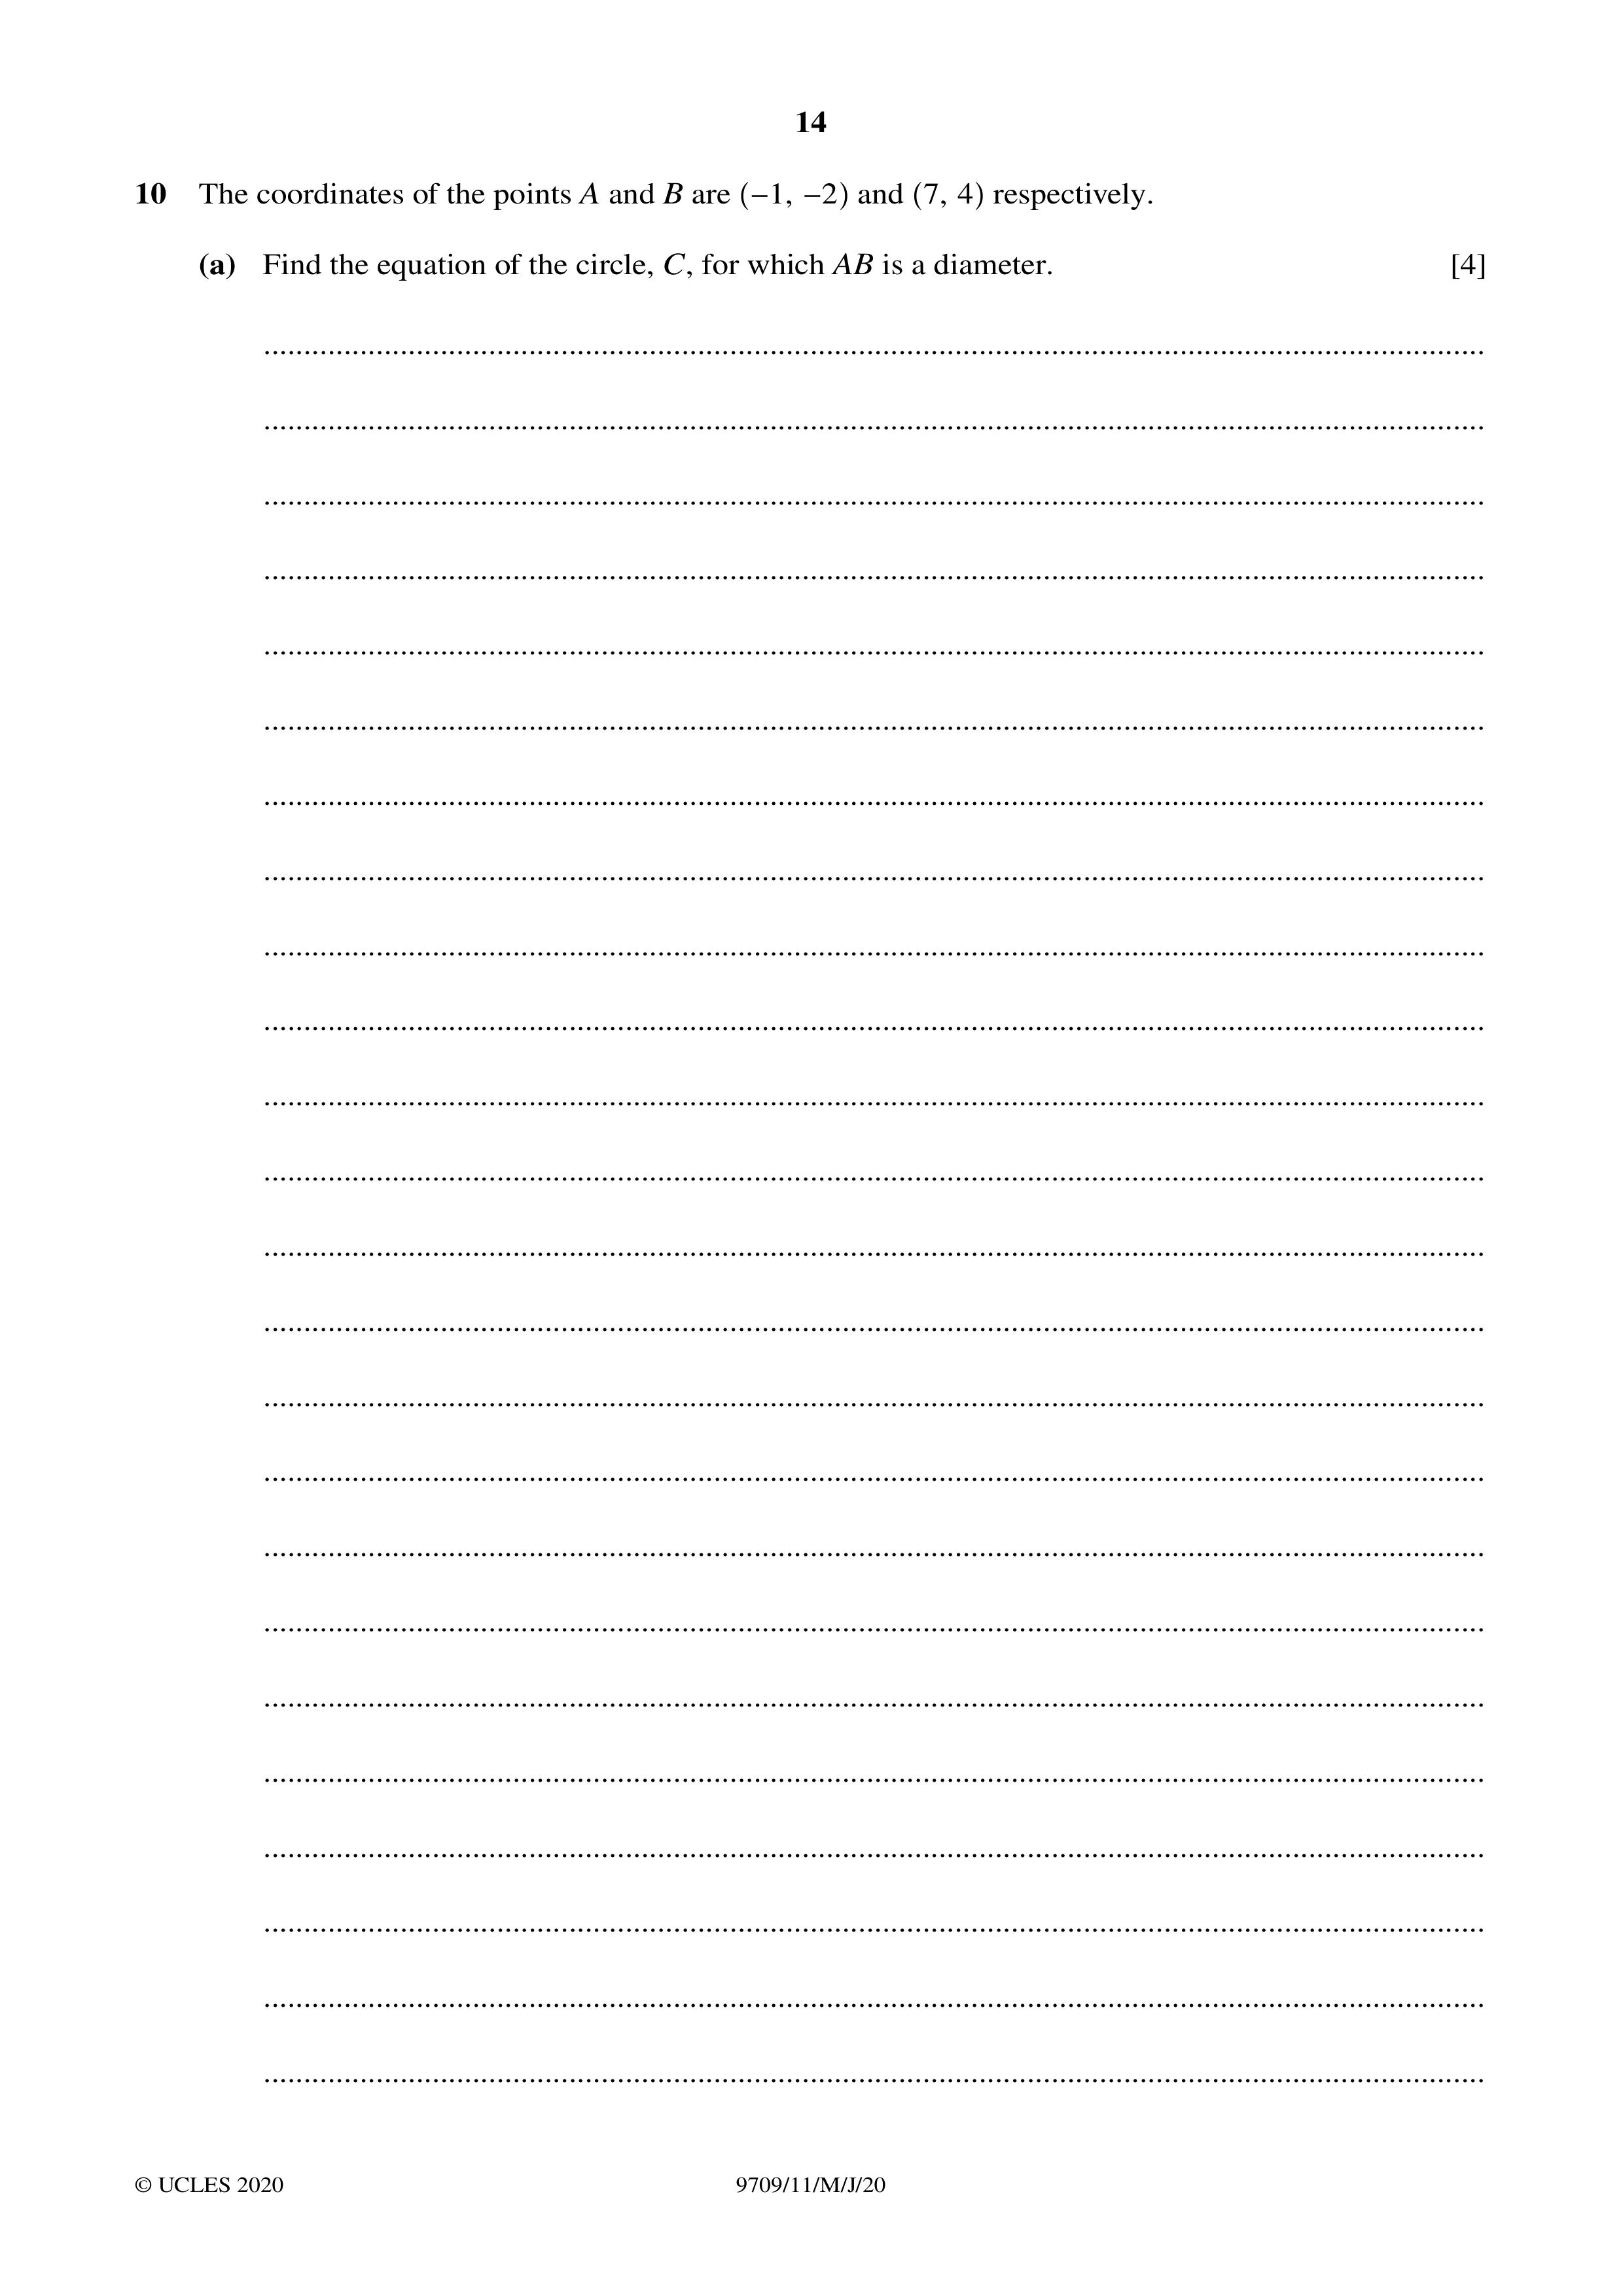 14
10 The coordinates of the points A and B are (−1, −2) and (7, 4) respectively.
(a) Find the equation of the circle, C, for which AB is a diameter. [4]
© UCLES 2020 9709/11/M/J/20